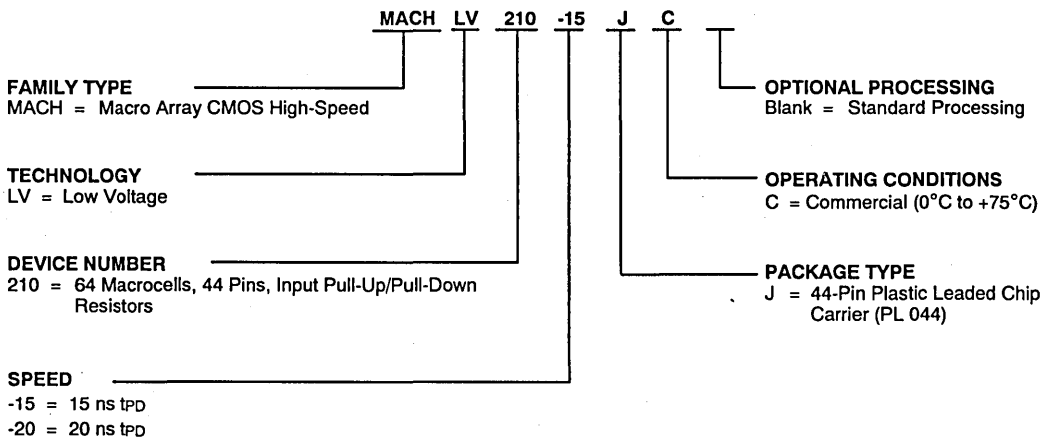 MACH LV 210 -15 J C
FAMILY TYPE
MACH = Macro Array CMOS High-Speed
TECHNOLOGY
LV = Low Voltage
DEVICE NUMBER
210 = 64 Macrocells, 44 Pins, Input Pull-Up/Pull-Down
Resistors
SPEED
-15 = 15 ns tPD
-20 = 20 ns tPD
OPTIONAL PROCESSING
Blank = Standard Processing
OPERATING CONDITIONS
C = Commercial (0°C to +75°C)
PACKAGE TYPE
J = 44-Pin Plastic Leaded Chip
Carrier (PL 044)